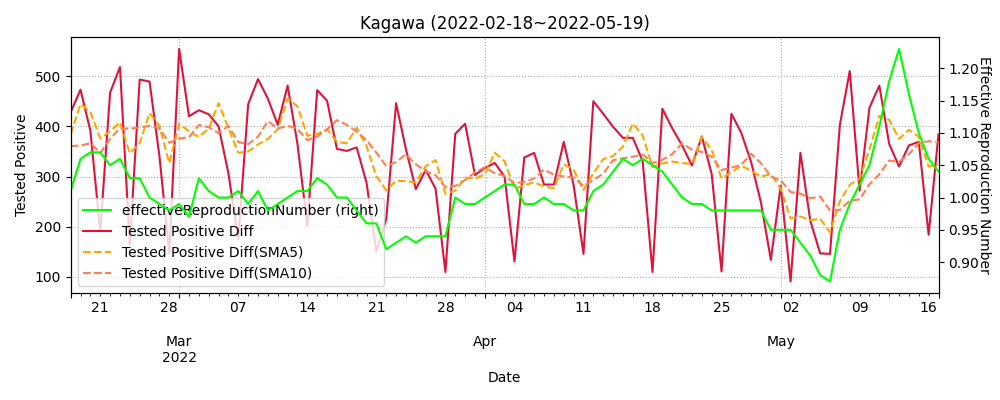 Kagawa (2022-02-18~2022-05-19)
Tested Positive
500
400
300
200
100
1.20
1.15
1.10
1.05
1.00
0.95
0.90
Effective Reproduction Number
effectiveReproductionNumber (right)
Tested Positive Diff
Tested Positive Diff(SMA5)
Tested Positive Diff(SMA10)
21 28 07 14 21 28 04 11 18 25 02 09 16
Mar Apr May
2022
Date